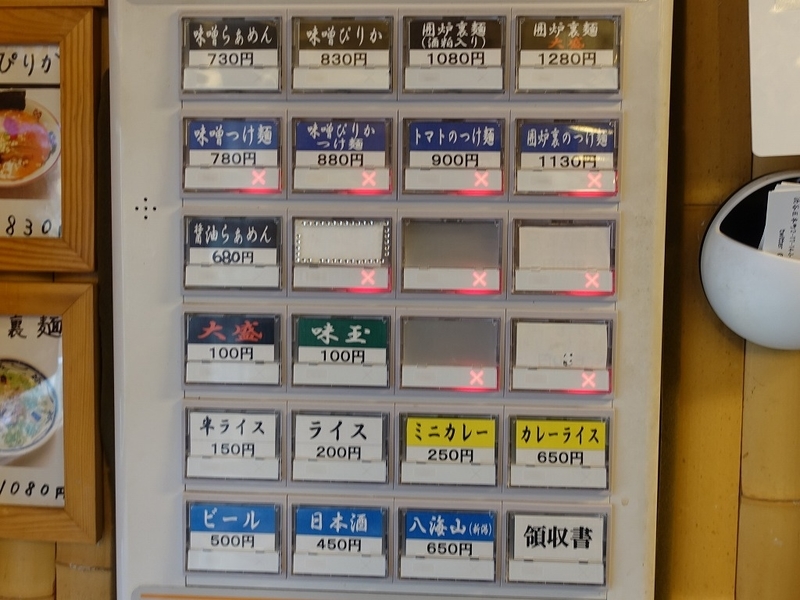 味噌らあめん
730円
味噌ぴりか
830円
囲炉裏麺
(酒粕入り)
1080円
囲炉裏麺
大盛
1280円
味噌つけ麺
780円
味噌ぴりか
つけ麺
880円
トマトのつけ麺
900円
囲炉裏のつけ麺
1130円
醤油らあめん
680円
大盛
100円
味玉
100円
半ライス
150円
ライス
200円
ミニカレー
250円
カレーライス
650円
ビール
500円
日本酒
450円
八海山(新潟)
650円
領収書
ぴりか
830
裏麺
1080円